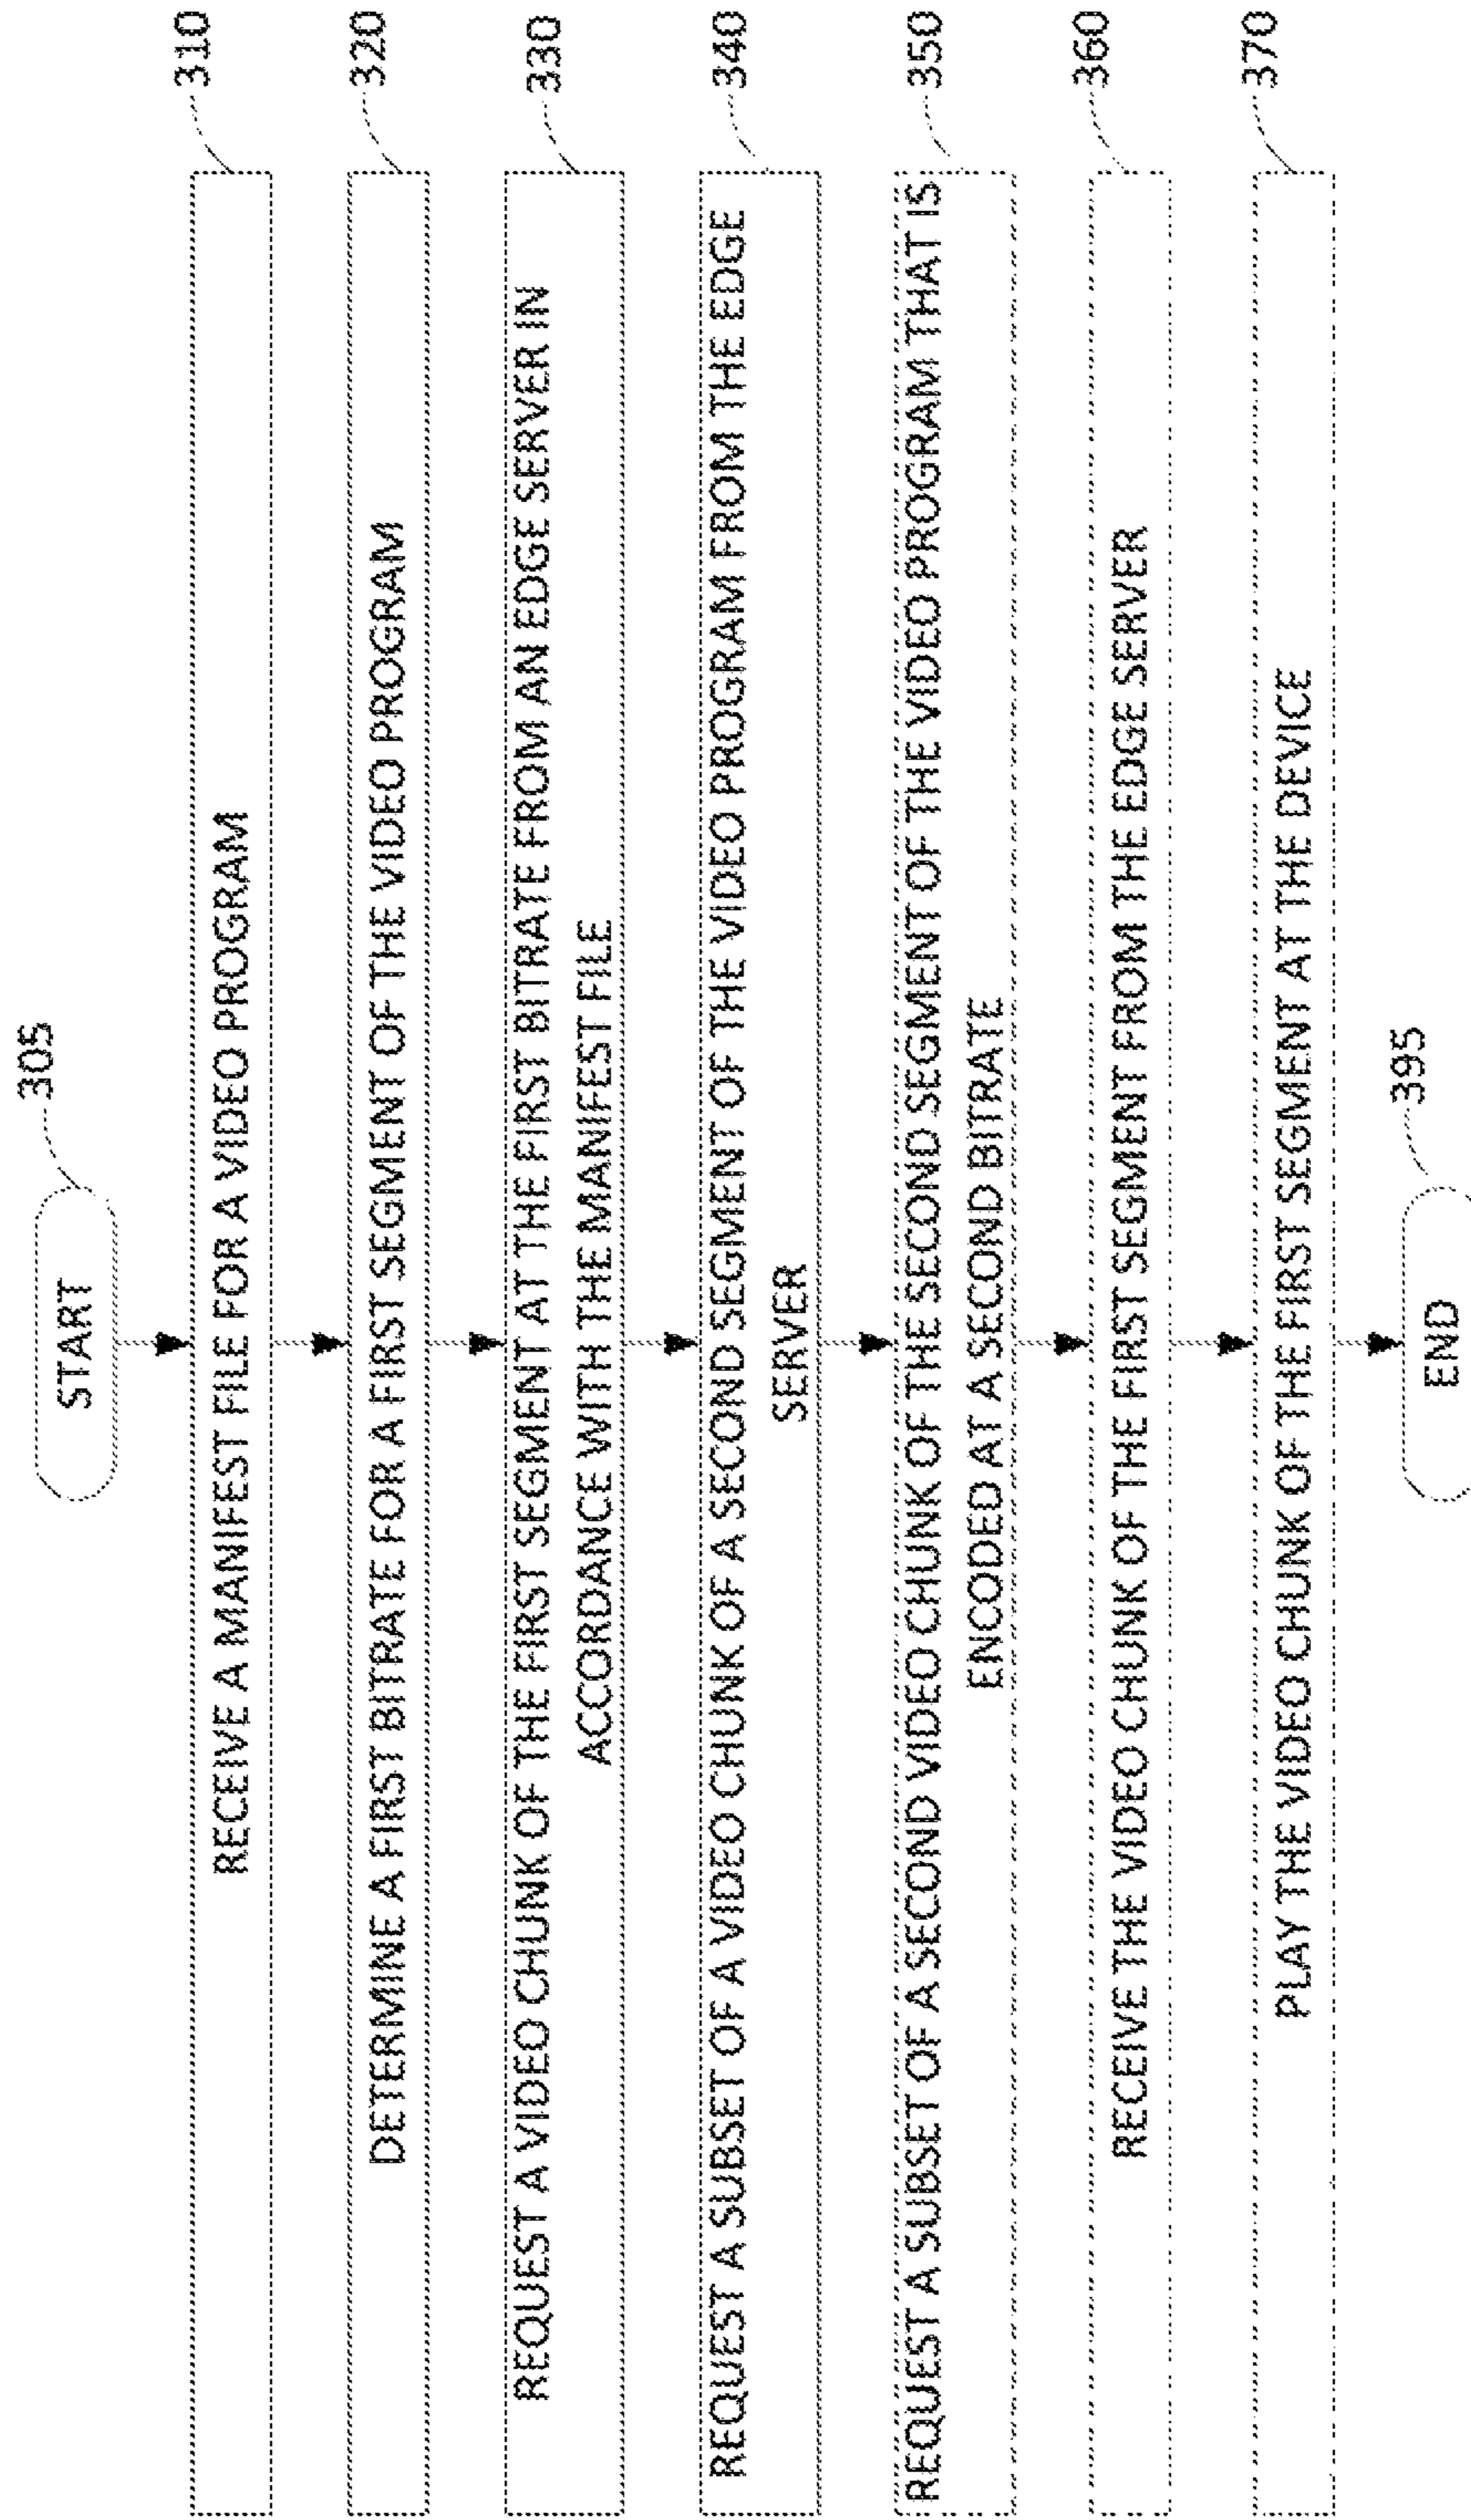 305
START
310
RECEIVE A MANIFEST FILE FOR A VIDEO PROGRAM
320
DETERMINE A FIRST BITRATE FOR A FIRST SEGMENT OF THE VIDEO PROGRAM
330
REQUEST A VIDEO CHUNK OF THE FIRST SEGMENT AT THE FIRST BITRATE FROM AN EDGE SERVER IN
ACCORDANCE WITH THE MANIFEST FILE
340
REQUEST A SUBSET OF A VIDEO CHUNK OF A SECOND SEGMENT OF THE VIDEO PROGRAM FROM THE EDGE
SERVER
350
REQUEST A SUBSET OF A SECOND VIDEO CHUNK OF THE SECOND SEGMENT OF THE VIDEO PROGRAM THAT IS
ENCODED AT A SECOND BITRATE
360
RECEIVE THE VIDEO CHUNK OF THE FIRST SEGMENT FROM THE EDGE SERVER
370
PLAY THE VIDEO CHUNK OF THE FIRST SEGMENT AT THE DEVICE
395
END